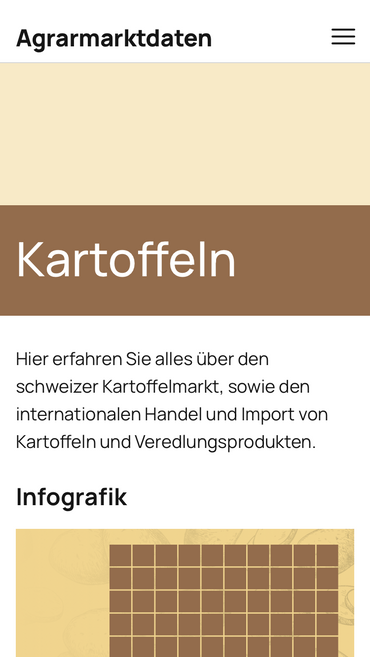 Agrarmarktdaten
Kartoffeln
Hier erfahren Sie alles über den
schweizer Kartoffelmarkt, sowie den
internationalen Handel und Import von
Kartoffeln und Veredlungsprodukten.
Infografik